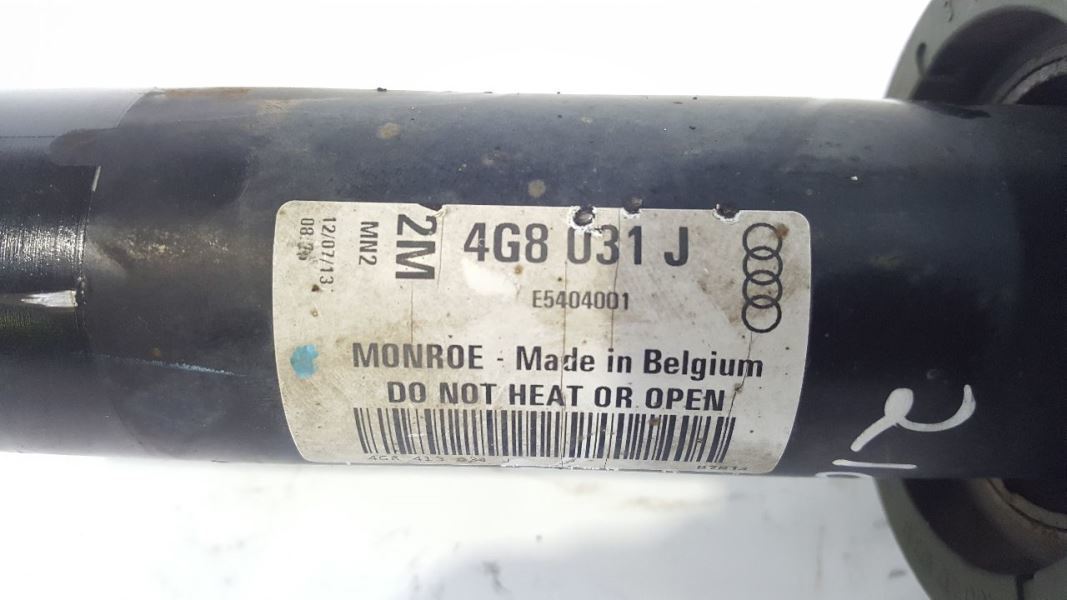 4G8 031 J
E5404001
MONROE - Made in Belgium
DO NOT HEAT OR OPEN
2M
MN2
12/07/13